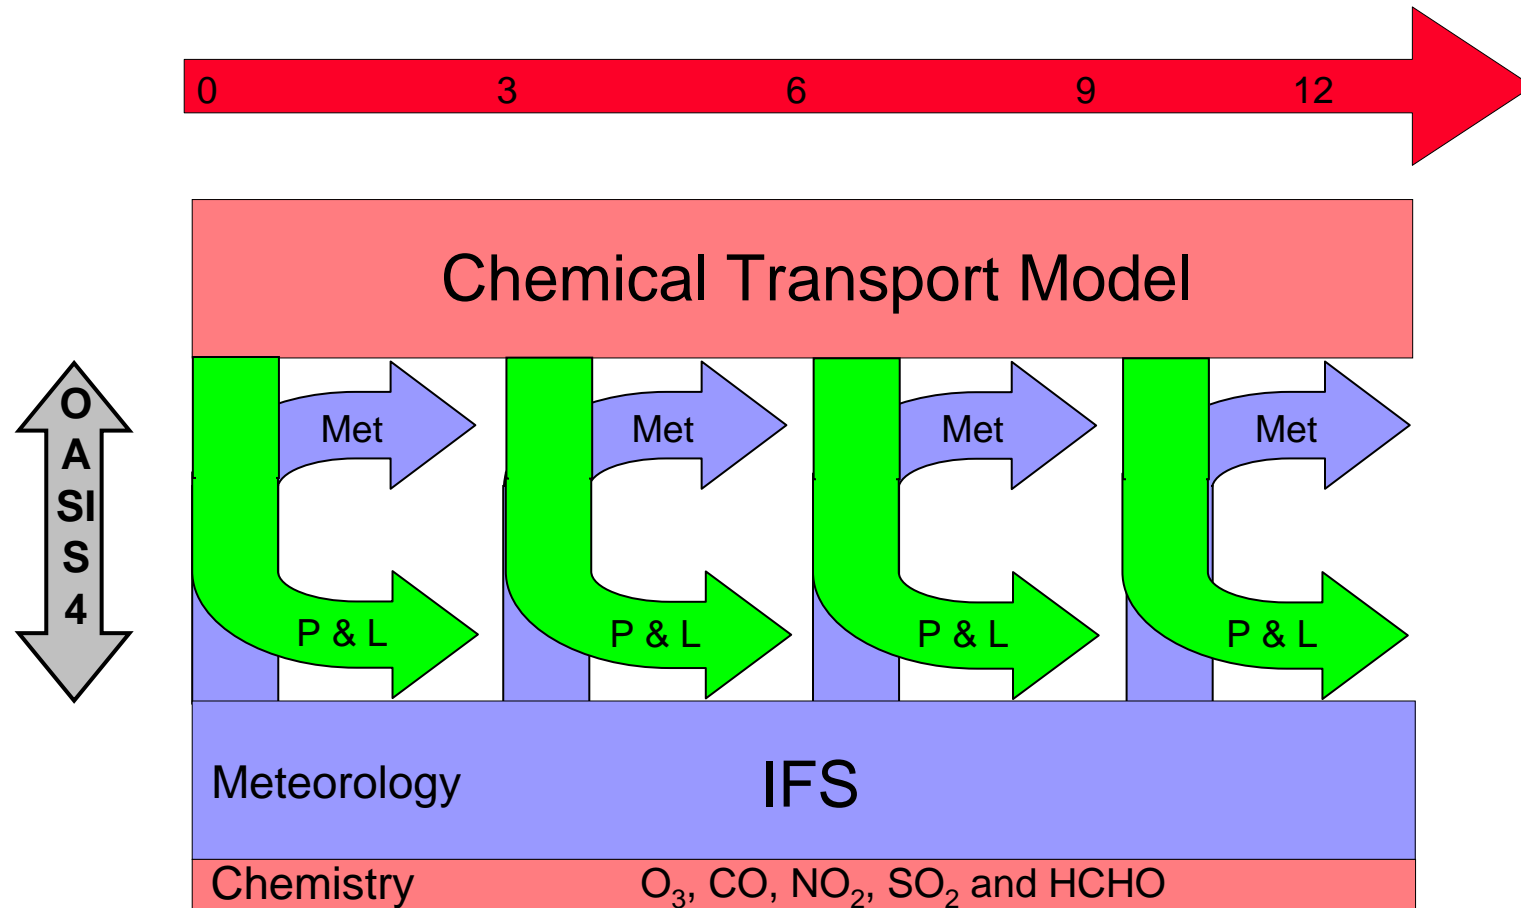 0 3 6 9 12
Chemical Transport Model
O
A
SI
S
4
Met Met Met Met
P & L P & L P & L P & L
Meteorology IFS
Chemistry O₃, CO, NO₂, SO₂ and HCHO